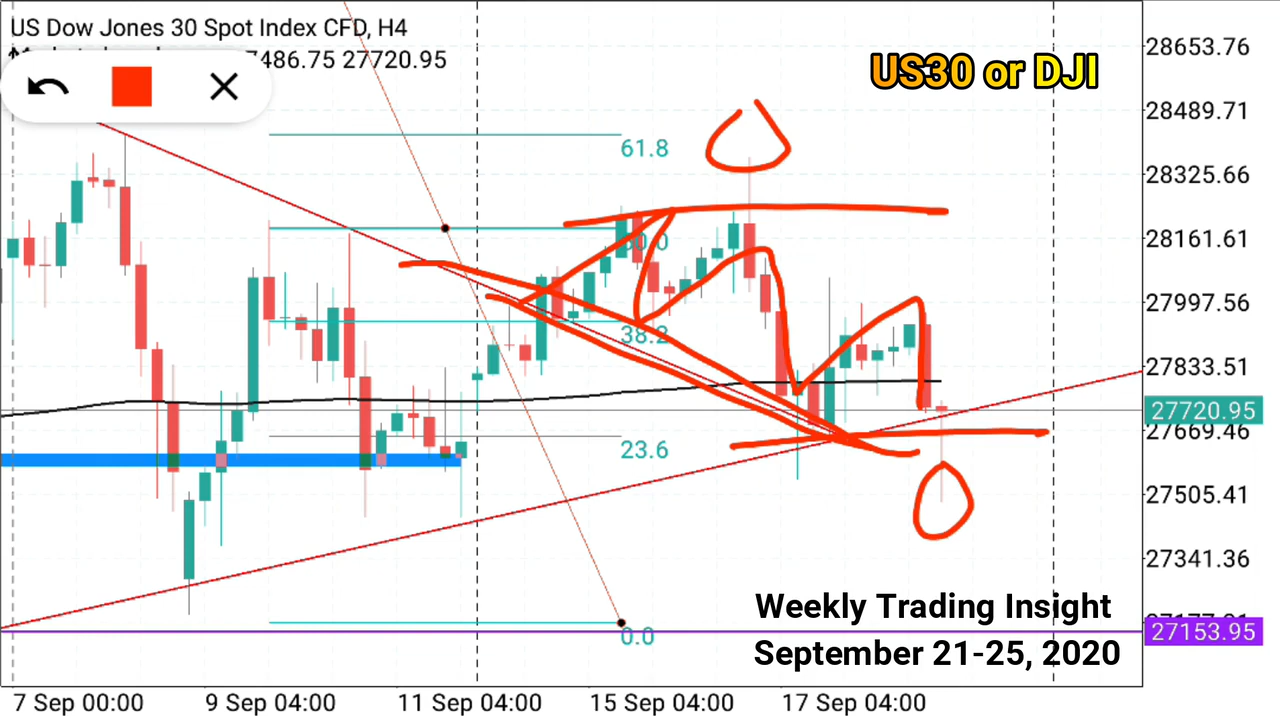 US Dow Jones 30 Spot Index CFD, H4
7486.75 27720.95
US30 or DJI
28653.76
28489.71
28325.66
28161.61
27997.56
27833.51
27720.95
27669.46
27505.41
27341.36
27153.95
61.8
50.0
38.2
23.6
0.0
Weekly Trading Insight
September 21-25, 2020
7 Sep 00:00
9 Sep 04:00
11 Sep 04:00
15 Sep 04:00
17 Sep 04:00